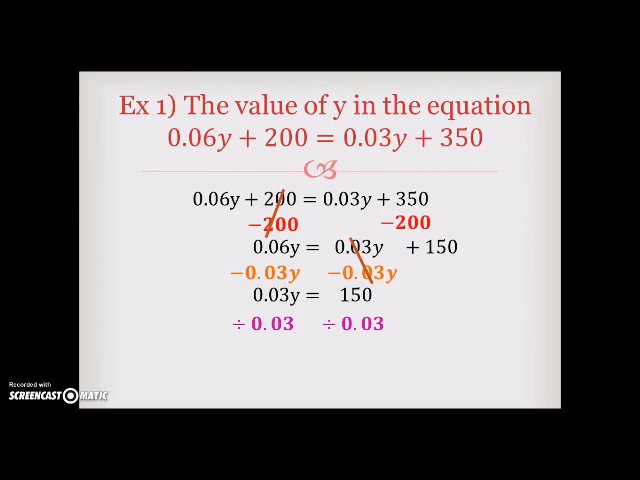 Ex 1) The value of y in the equation
0.06y + 200 = 0.03y + 350
0.06y + 200 = 0.03y + 350
−200 −200
0.06y = 0.03y + 150
−0.03y −0.03y
0.03y = 150
÷ 0.03 ÷ 0.03
Recorded with
SCREENCAST MATIC